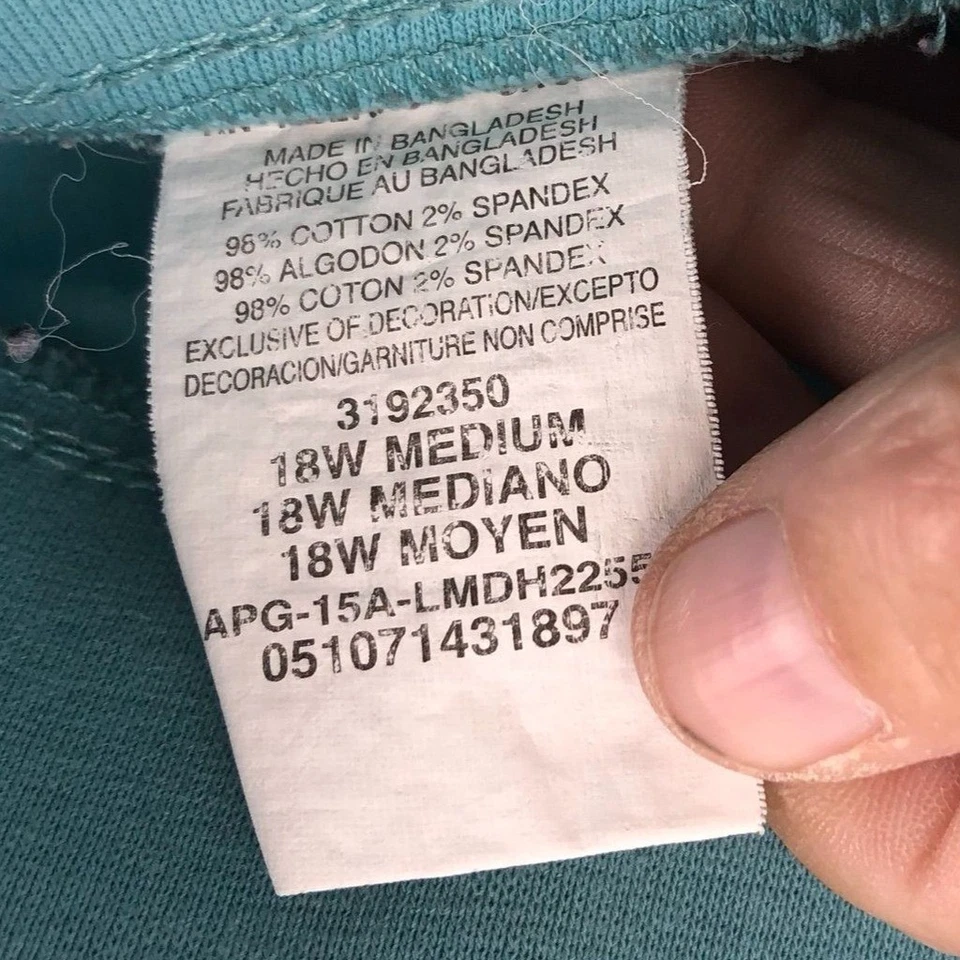 MADE IN BANGLADESH
HECHO EN BANGLADESH
FABRIQUE AU BANGLADESH
98% COTTON 2% SPANDEX
98% ALGODON 2% SPANDEX
98% COTON 2% SPANDEX
EXCLUSIVE OF DECORATION/EXCEPTO
DECORACION/GARNITURE NON COMPRISE
3192350
18W MEDIUM
18W MEDIANO
18W MOYEN
APG-15A-LMDH2255
051071431897